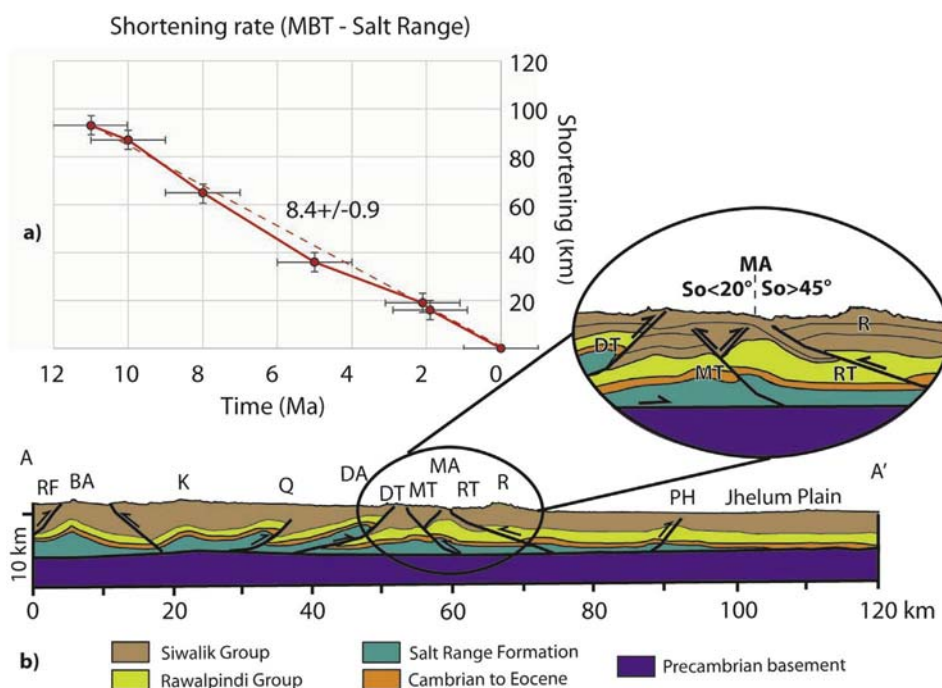 Shortening rate (MBT - Salt Range)
120
100
80
60
40
20
Shortening (km)
8.4+/-0.9
a)
12 10 8 6 4 2 0
Time (Ma)
MA
So<20° So>45°
R
DT
MT
RT
A
A'
RF BA K Q DA DT MT MA RT R PH Jhelum Plain
10 km
0 20 40 60 80 100 120 km
b)
Siwalik Group
Salt Range Formation
Precambrian basement
Rawalpindi Group
Cambrian to Eocene